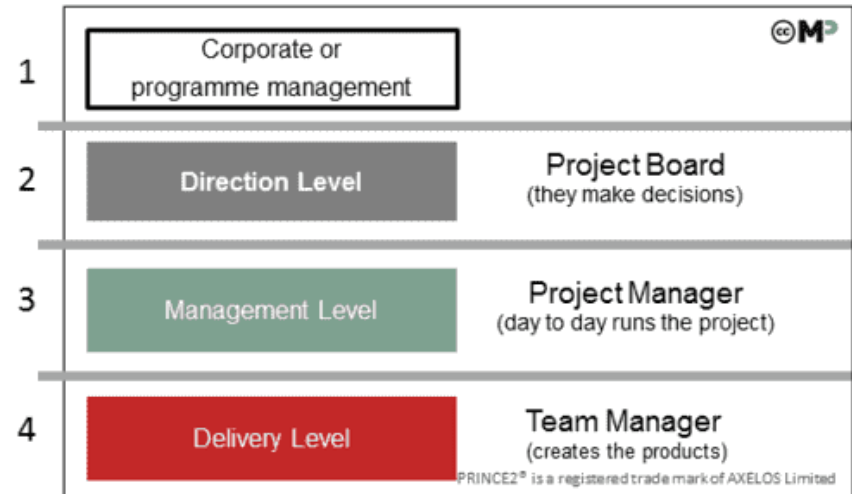 cc MP
1
Corporate or
programme management
2
Direction Level
Project Board
(they make decisions)
3
Management Level
Project Manager
(day to day runs the project)
4
Delivery Level
Team Manager
(creates the products)
PRINCE2® is a registered trade mark of AXELOS Limited